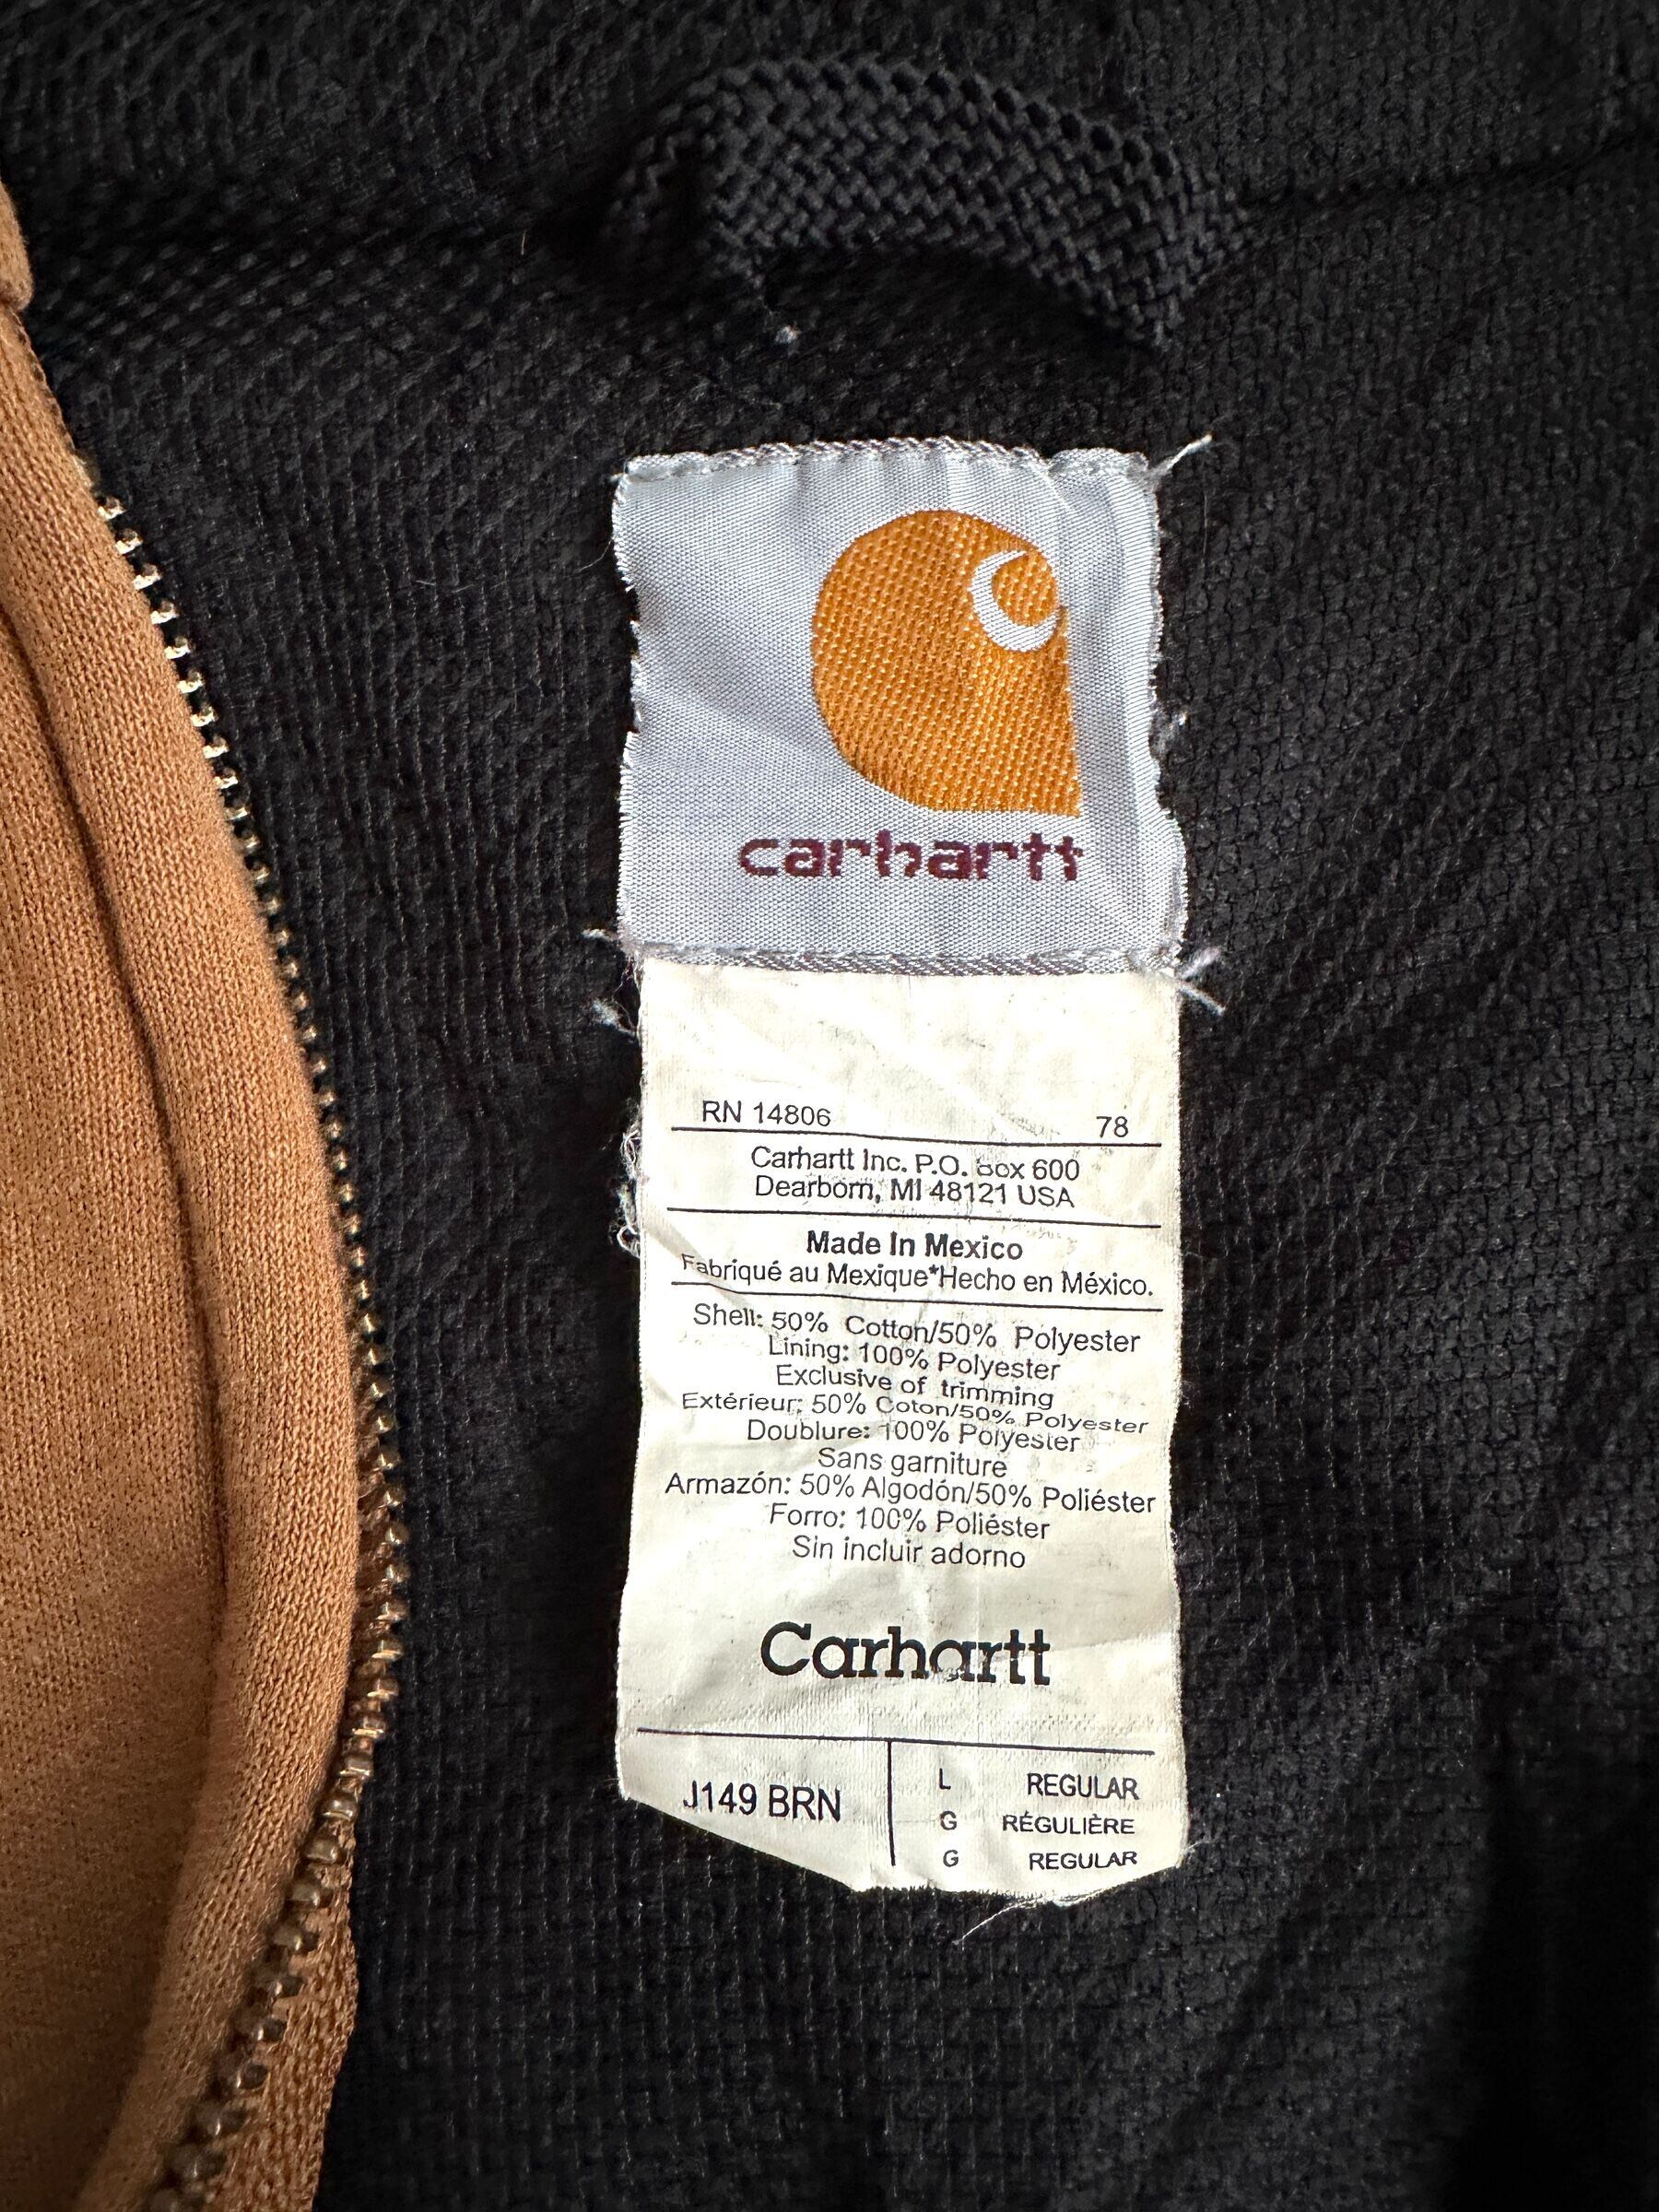 carhartt
RN 14806 78
Carhartt Inc. P.O. Box 600
Dearborn, MI 48121 USA
Made In Mexico
Fabriqué au Mexique*Hecho en México.
Shell: 50% Cotton/50% Polyester
Lining: 100% Polyester
Exclusive of trimming
Extérieur: 50% Coton/50% Polyester
Doublure: 100% Polyester
Sans garniture
Armazón: 50% Algodón/50% Poliéster
Forro: 100% Poliéster
Sin incluir adorno
Carhartt
J149 BRN
L REGULAR
G RÉGULIÈRE
G REGULAR